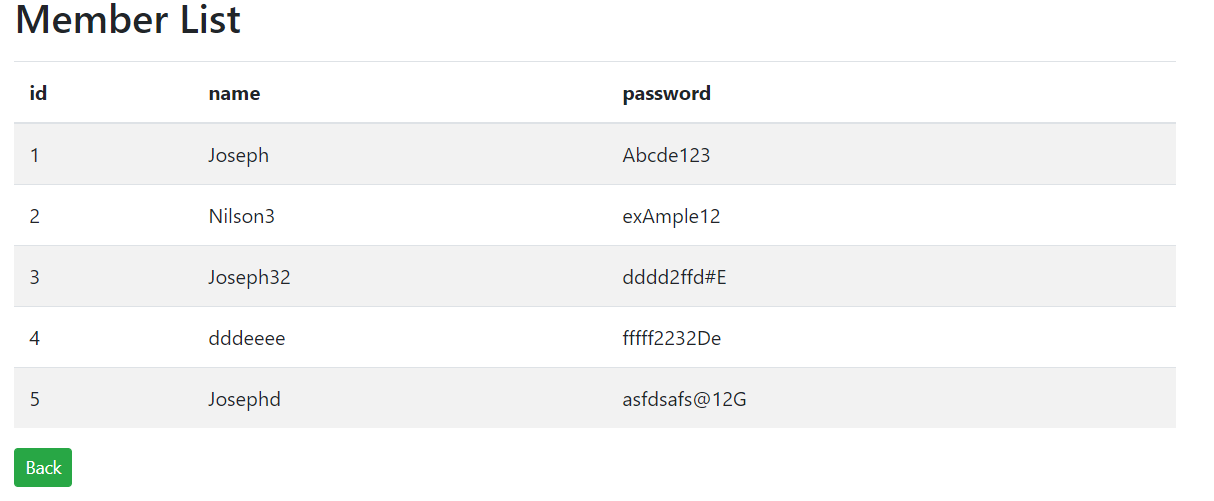 Member List
id name password
1 Joseph Abcde123
2 Nilson3 exAmple12
3 Joseph32 dddd2ffd#E
4 dddeeee fffff2232De
5 Josephd asfdsafs@12G
Back